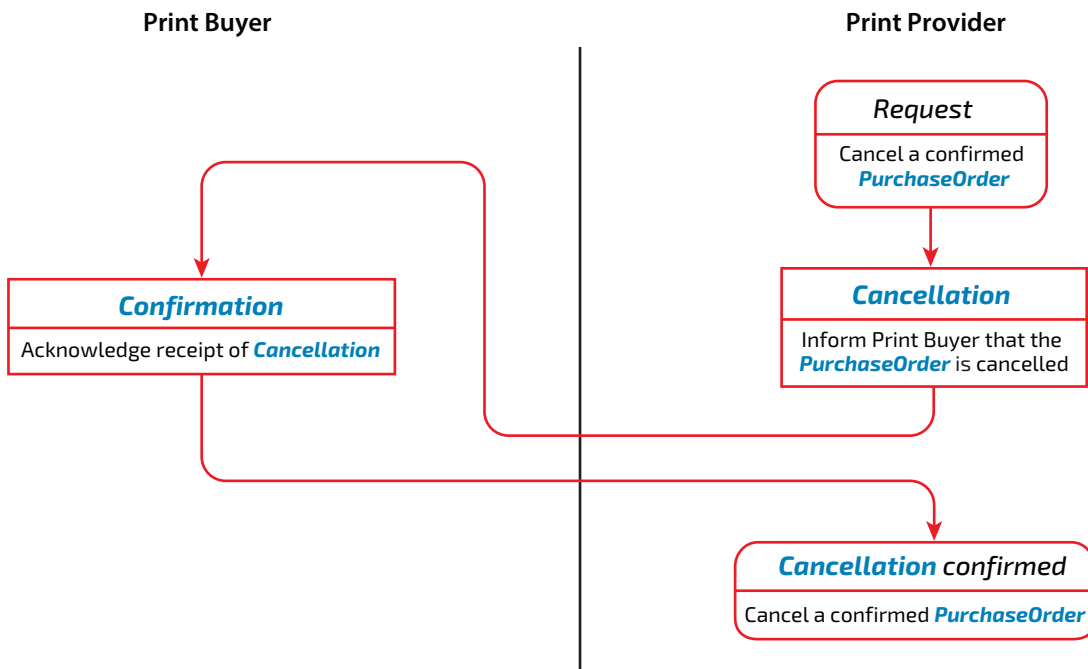 Print Buyer
Print Provider
Request
Cancel a confirmed
PurchaseOrder
Confirmation
Acknowledge receipt of Cancellation
Cancellation
Inform Print Buyer that the
PurchaseOrder is cancelled
Cancellation confirmed
Cancel a confirmed PurchaseOrder